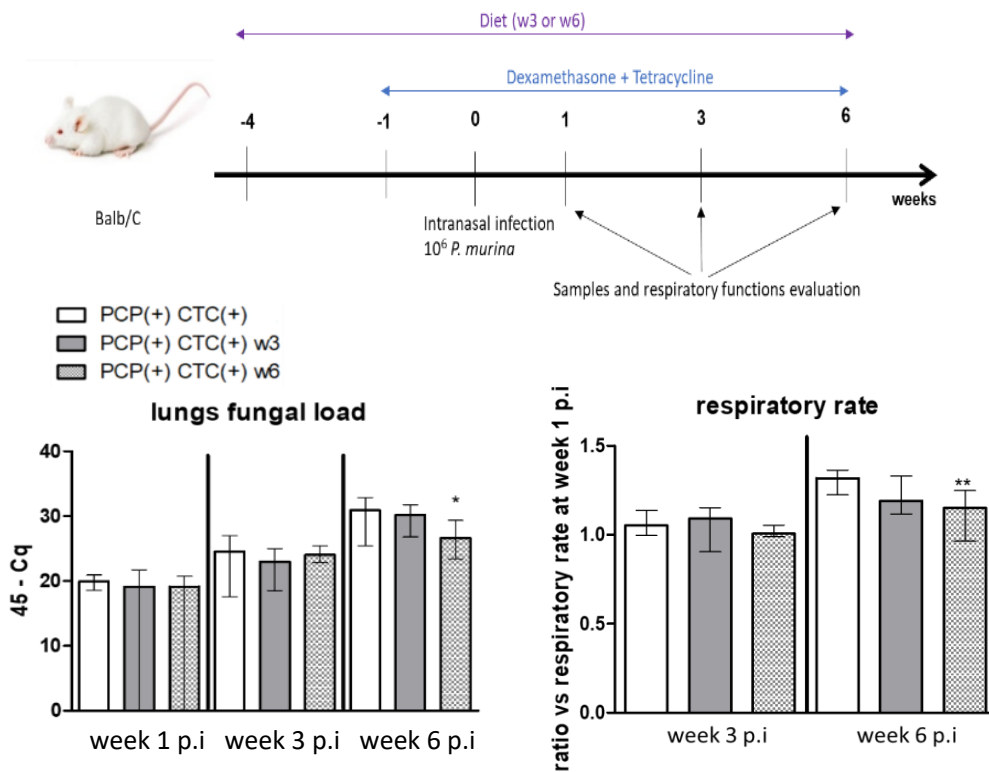 Diet (w3 or w6)
Dexamethasone + Tetracycline
-4 -1 0 1 3 6
weeks
Balb/C
Intranasal infection
10⁶ P. murina
Samples and respiratory functions evaluation
PCP(+) CTC(+)
PCP(+) CTC(+) w3
PCP(+) CTC(+) w6
lungs fungal load
45 - Cq
40
30
20
10
0
*
week 1 p.i week 3 p.i week 6 p.i
respiratory rate
ratio vs respiratory rate at week 1 p.i
1.5
1.0
0.5
0.0
**
week 3 p.i week 6 p.i